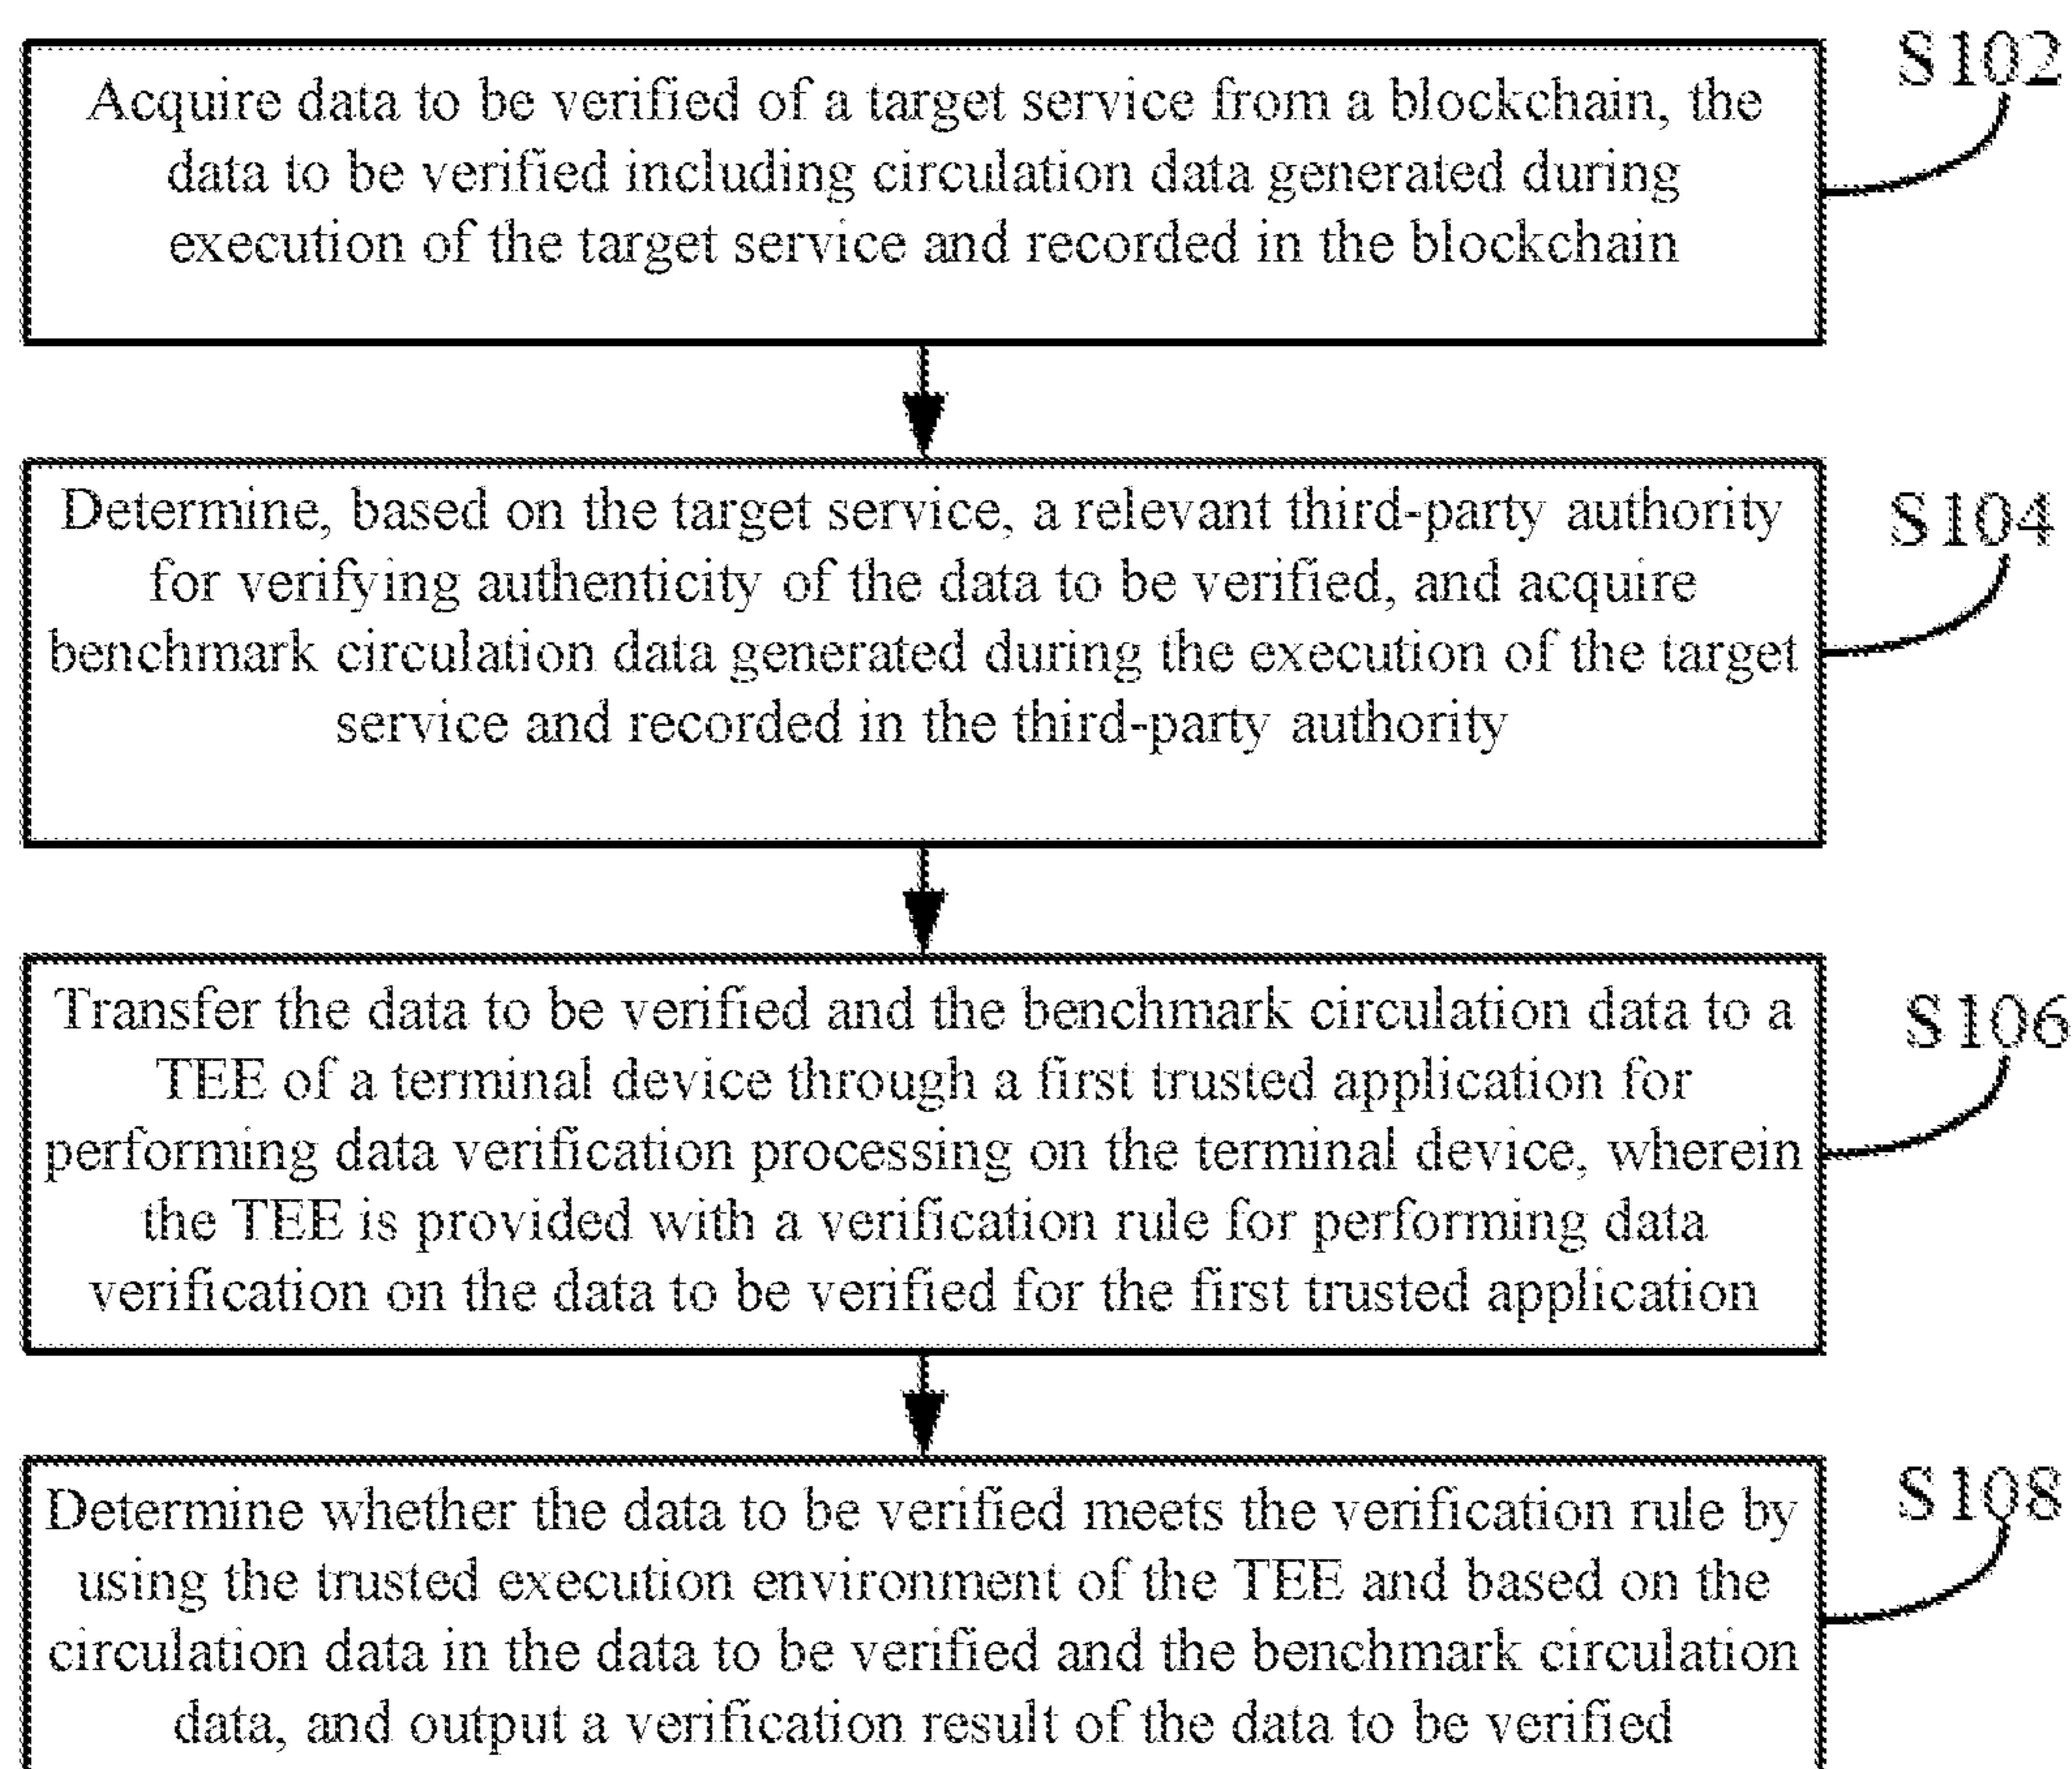 S102
Acquire data to be verified of a target service from a blockchain, the
data to be verified including circulation data generated during
execution of the target service and recorded in the blockchain
S104
Determine, based on the target service, a relevant third-party authority
for verifying authenticity of the data to be verified, and acquire
benchmark circulation data generated during the execution of the target
service and recorded in the third-party authority
S106
Transfer the data to be verified and the benchmark circulation data to a
TEE of a terminal device through a first trusted application for
performing data verification processing on the terminal device, wherein
the TEE is provided with a verification rule for performing data
verification on the data to be verified for the first trusted application
S108
Determine whether the data to be verified meets the verification rule by
using the trusted execution environment of the TEE and based on the
circulation data in the data to be verified and the benchmark circulation
data, and output a verification result of the data to be verified